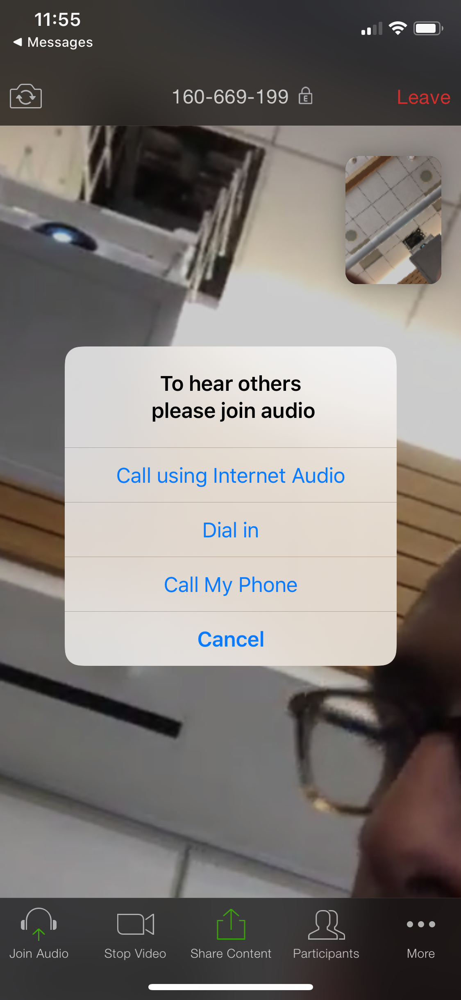 11:55
Messages
160-669-199
E
Leave
To hear others
please join audio
Call using Internet Audio
Dial in
Call My Phone
Cancel
Join Audio
Stop Video
Share Content
Participants
More